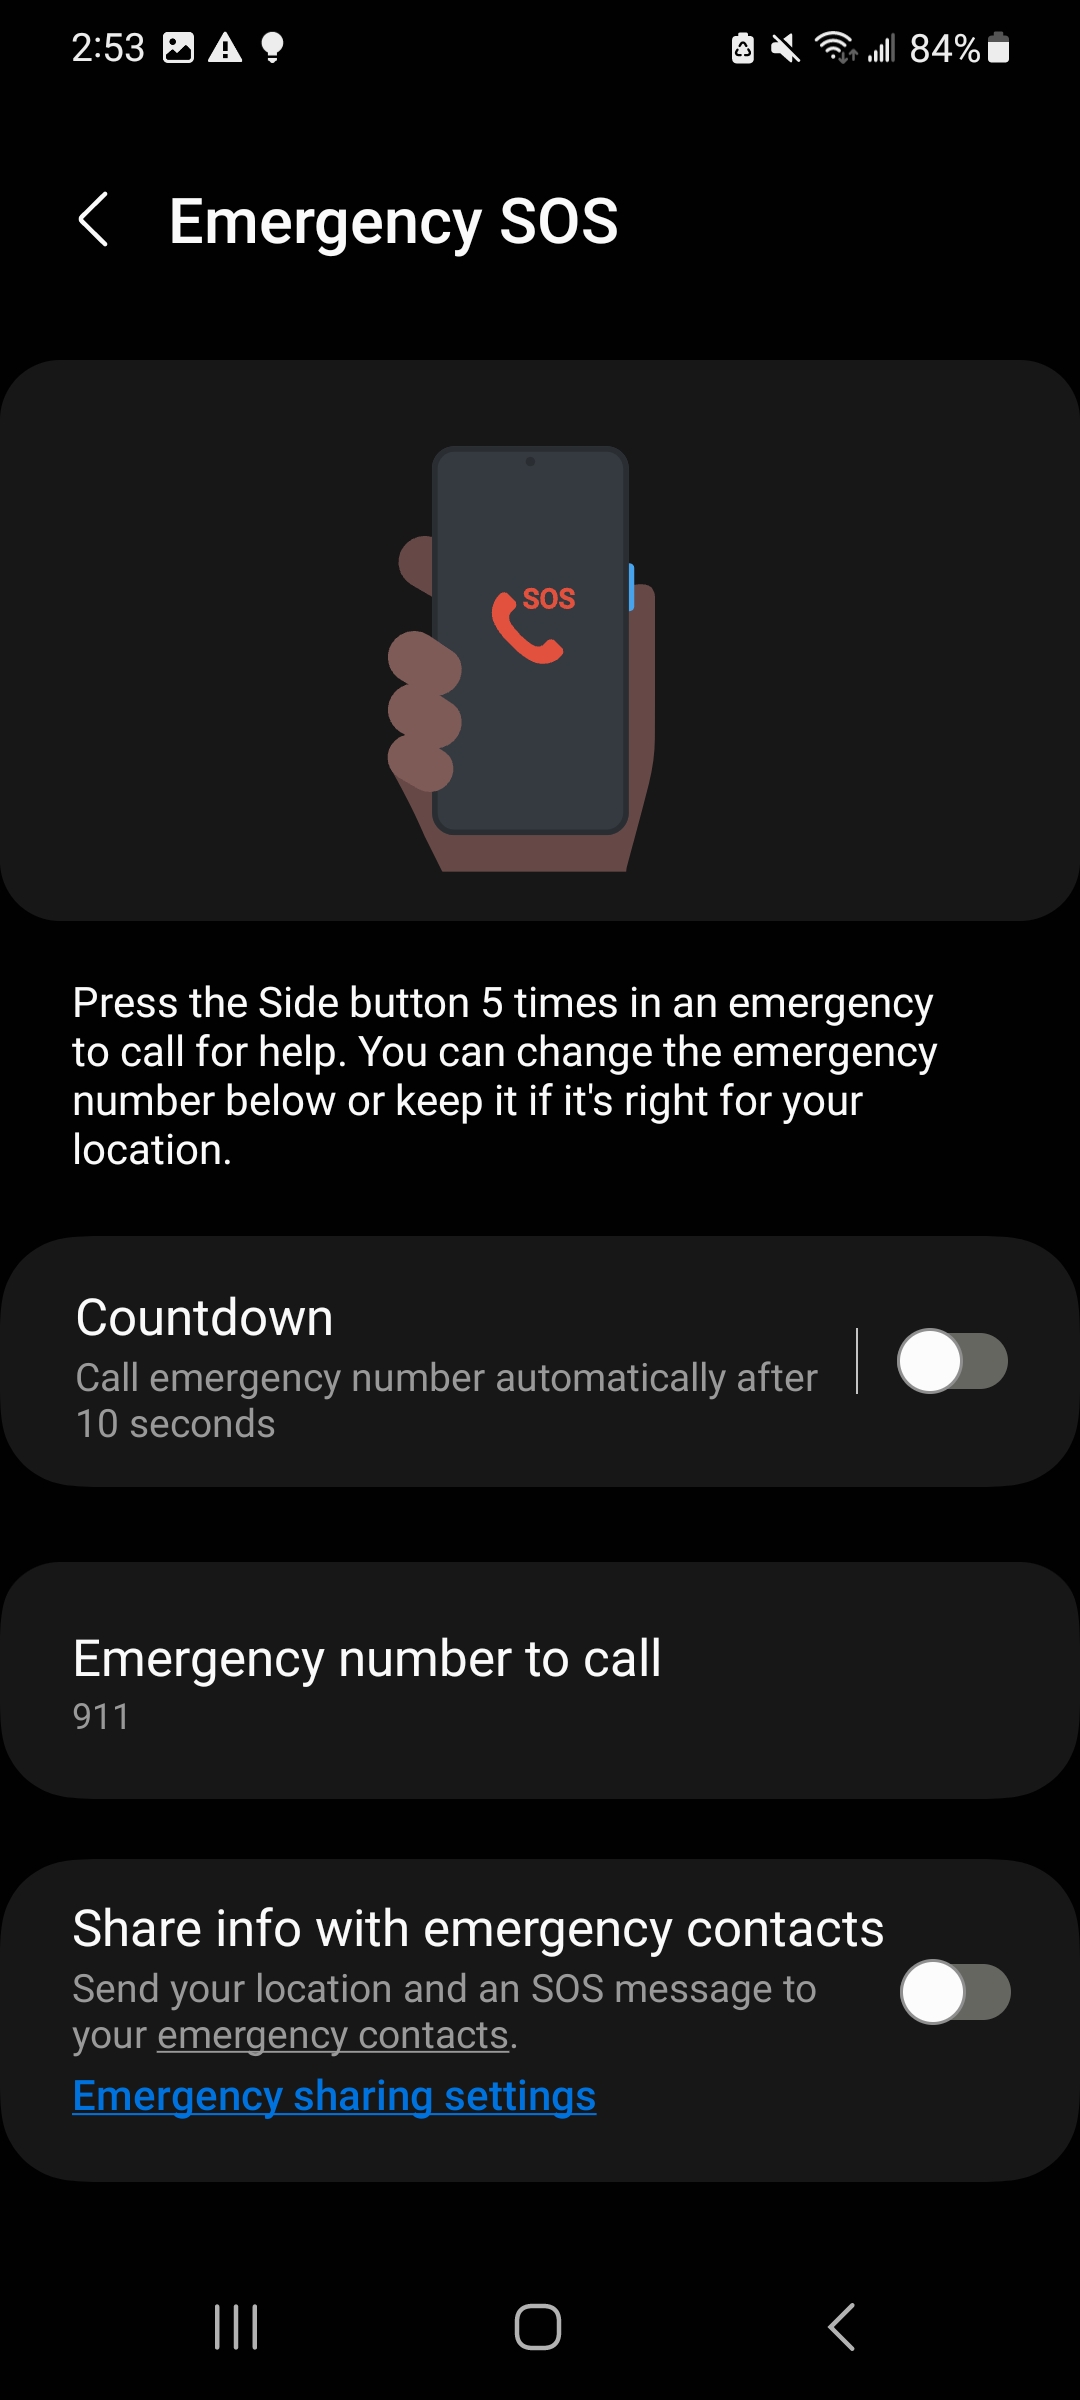 2:53
84%
Emergency SOS
SOS
Press the Side button 5 times in an emergency
to call for help. You can change the emergency
number below or keep it if it's right for your
location.
Countdown
Call emergency number automatically after
10 seconds
Emergency number to call
911
Share info with emergency contacts
Send your location and an SOS message to
your emergency contacts.
Emergency sharing settings